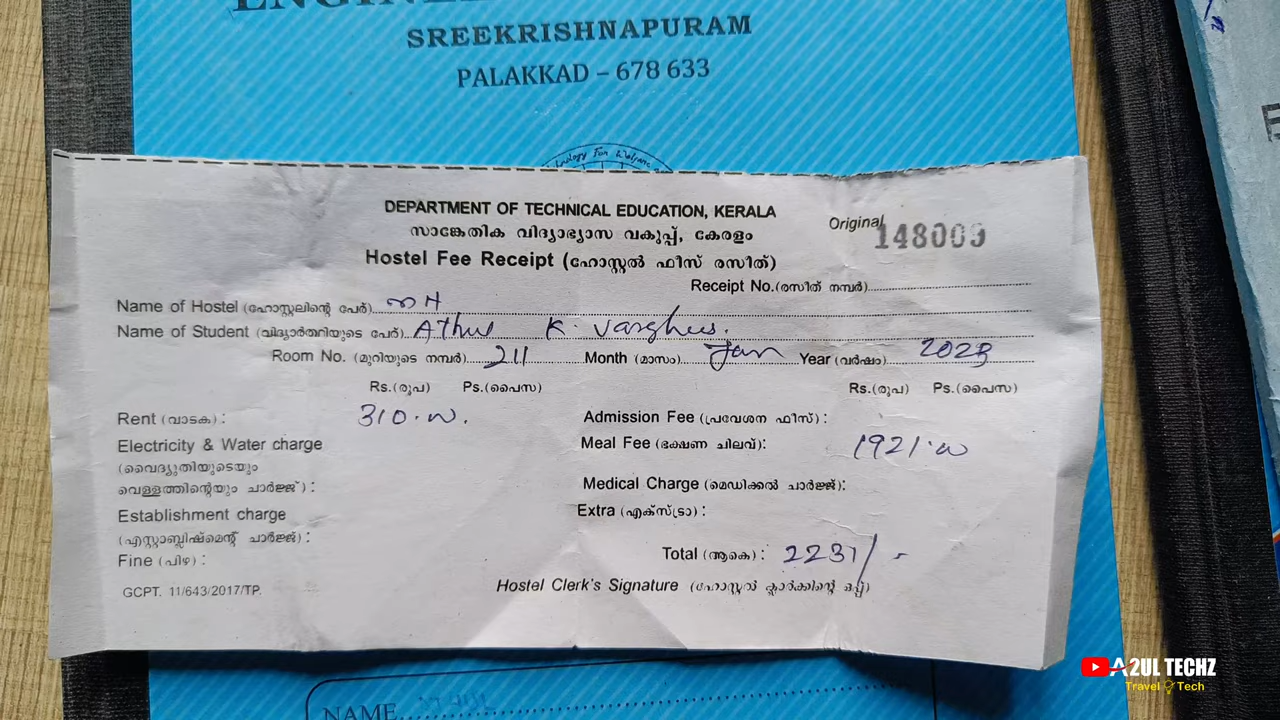 SREEKRISHNAPURAM
PALAKKAD – 678 633
DEPARTMENT OF TECHNICAL EDUCATION, KERALA
സാങ്കേതിക വിദ്യാഭ്യാസ വകുപ്പ്, കേരളം
Original 148009
Hostel Fee Receipt (ഹോസ്റ്റൽ ഫീസ് രസീത്)
Receipt No.(രസീത് നമ്പർ)
Name of Hostel (ഹോസ്റ്റലിന്റെ പേര്) MH
Name of Student (വിദ്യാർത്ഥിയുടെ പേര്) K. Varghese.
Room No. (മുറിയുടെ നമ്പർ 211 Month (മാസം) Jan Year (വർഷം) 2023
Rs.(രൂപ) Ps.(പൈസ) Rs.(രൂപ) Ps.(പൈസ)
Rent (വാടക) : 310.00 Admission Fee (പ്രവേശന ഫീസ്) :
Electricity & Water charge Meal Fee (ഭക്ഷണ ചിലവ്): 1921.00
(വൈദ്യുതിയുടെയും
വെള്ളത്തിന്റെയും ചാർജ്ജ്) : Medical Charge (മെഡിക്കൽ ചാർജ്ജ്):
Establishment charge Extra (എക്സ്ട്രാ) :
(എസ്റ്റാബ്ലിഷ്മെന്റ് ചാർജ്ജ്):
Fine (പിഴ) : Total (ആകെ) : 2231/-
GCPT. 11/643/2017/TP. Hostel Clerk's Signature (ഹോസ്റ്റൽ ക്ലാർക്കിന്റെ ഒപ്പ്)
NAME
A2UL TECHZ
Travel Tech